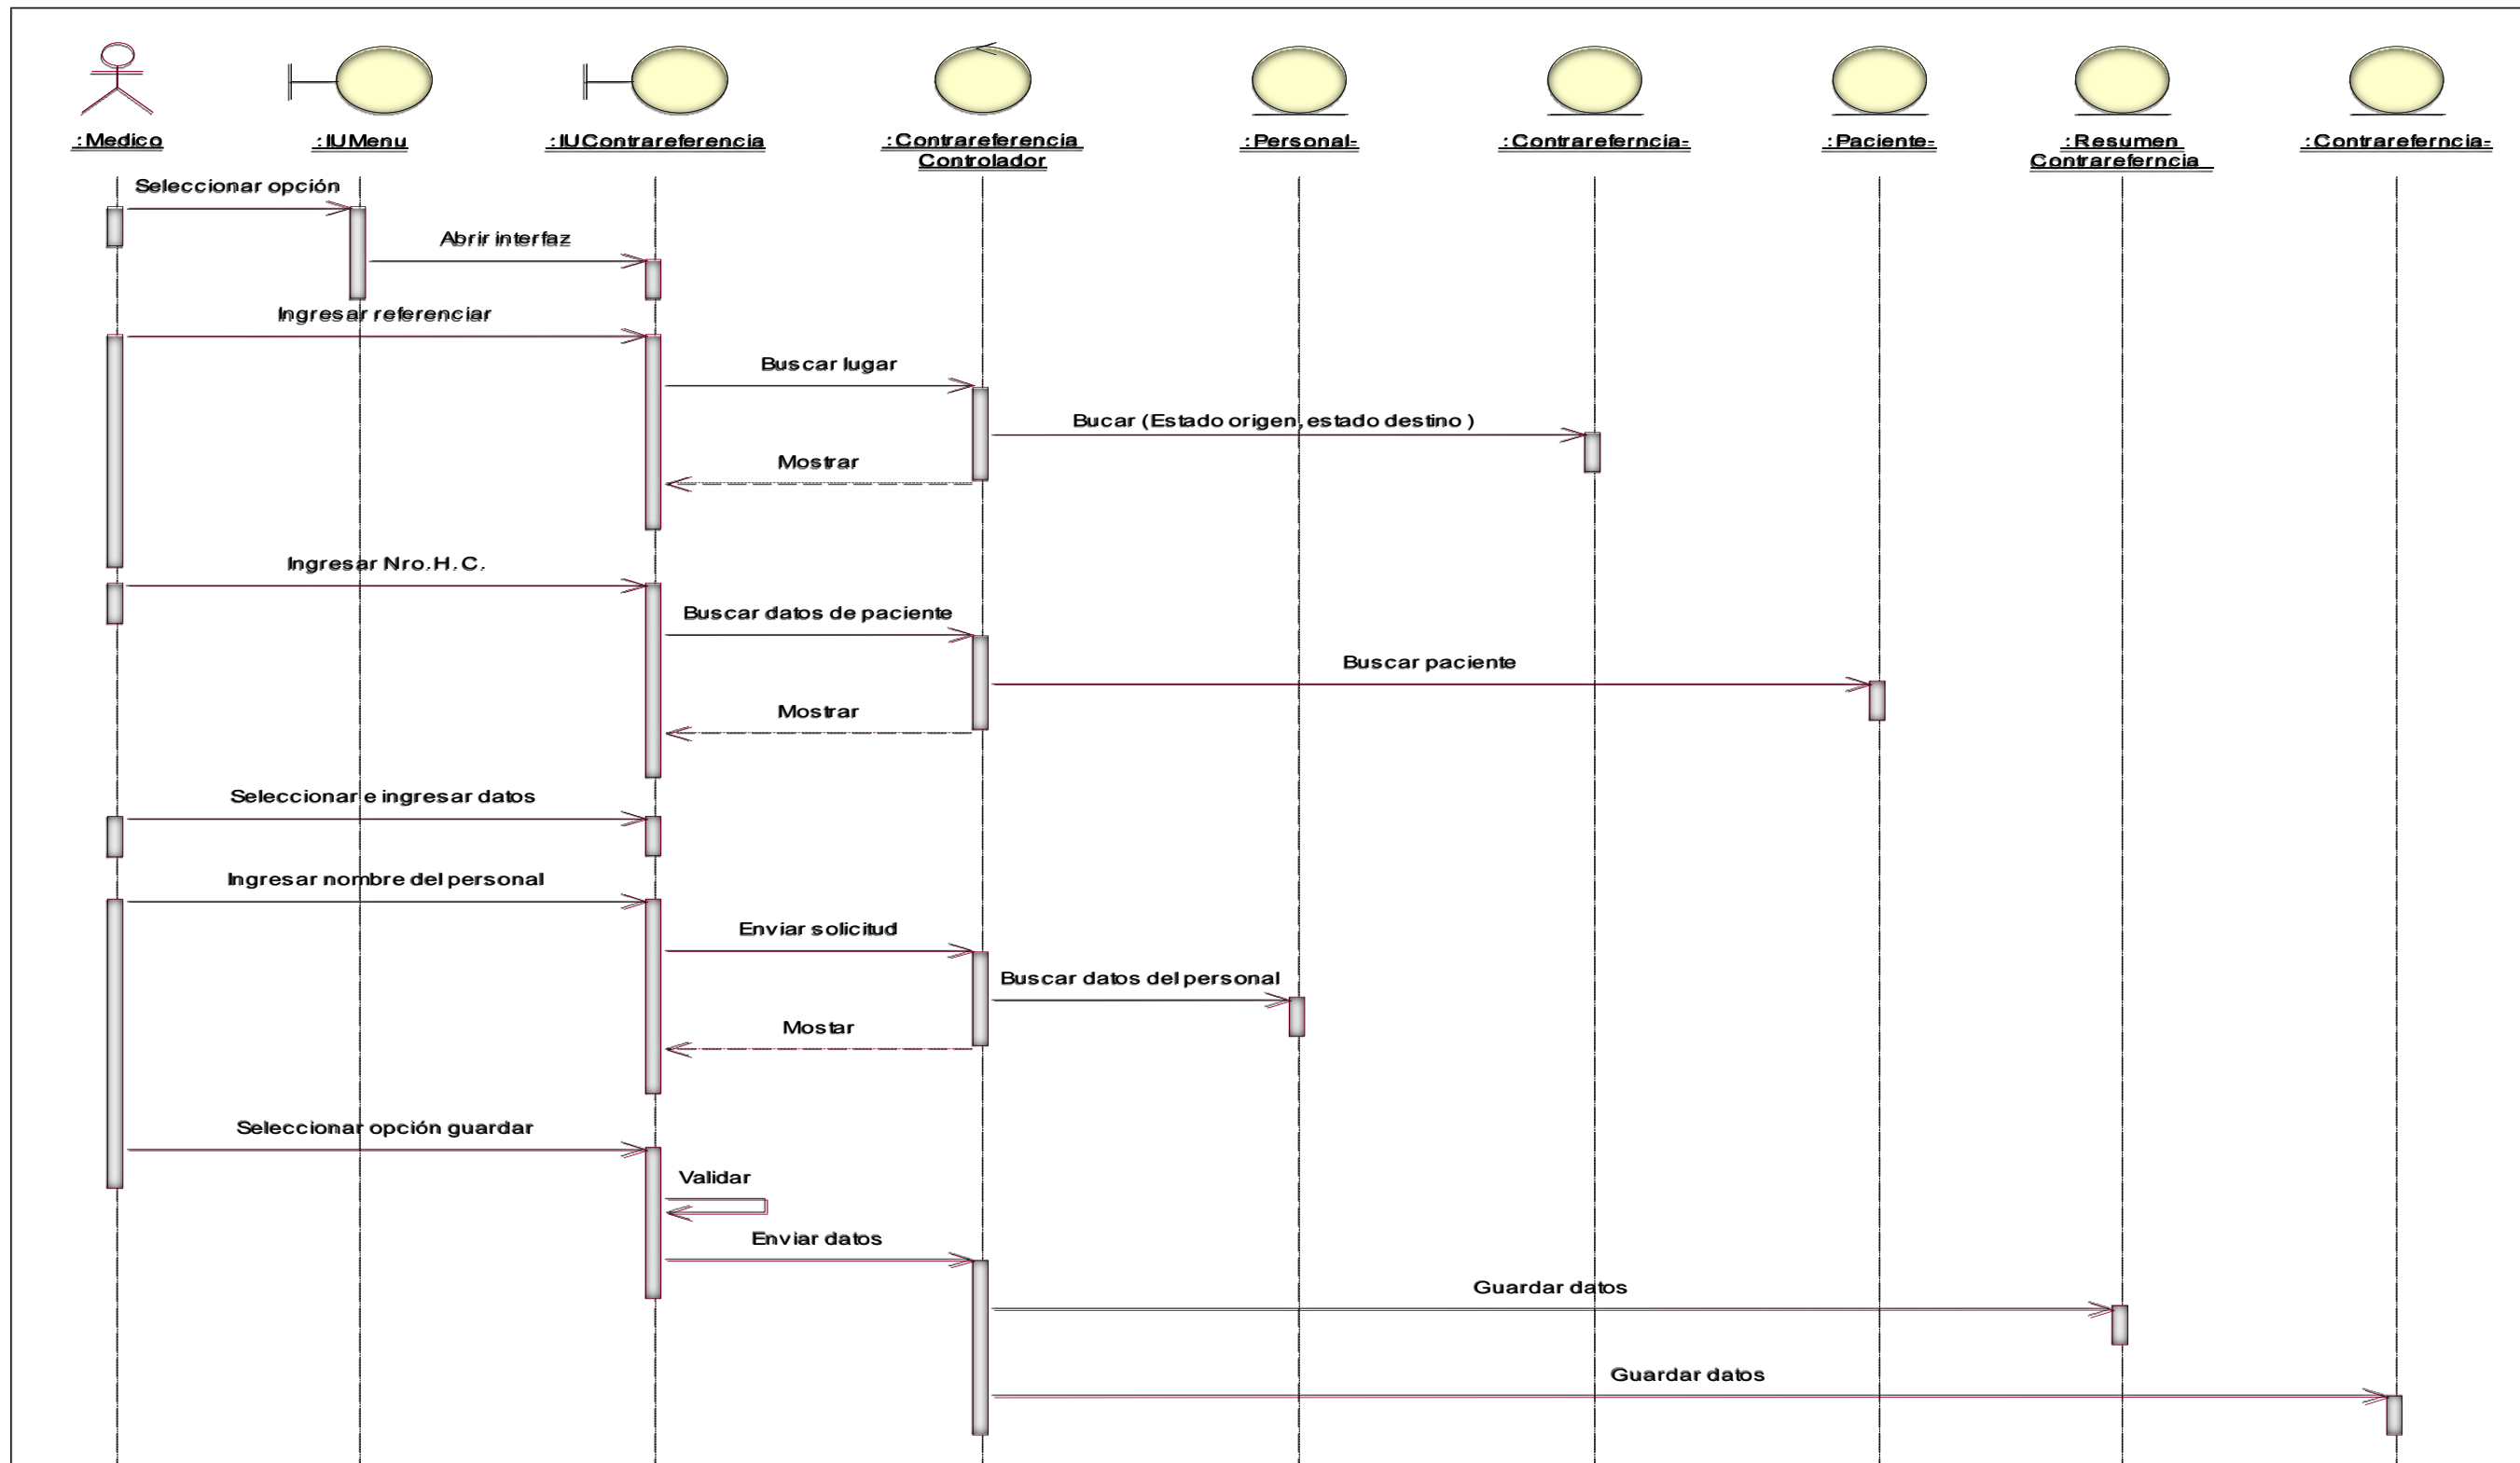 :Medico
:IUMenu
:IUContrareferencia
:Contrareferencia
Controlador
:Personal-
:Contrareferncia-
:Paciente-
:Resumen
Contrareferncia
:Contrareferncia-
Seleccionar opción
Abrir interfaz
Ingresar referenciar
Buscar lugar
Bucar (Estado origen, estado destino )
Mostrar
Ingresar Nro.H.C.
Buscar datos de paciente
Buscar paciente
Mostrar
Seleccionar e ingresar datos
Ingresar nombre del personal
Enviar solicitud
Buscar datos del personal
Mostar
Seleccionar opción guardar
Validar
Enviar datos
Guardar datos
Guardar datos